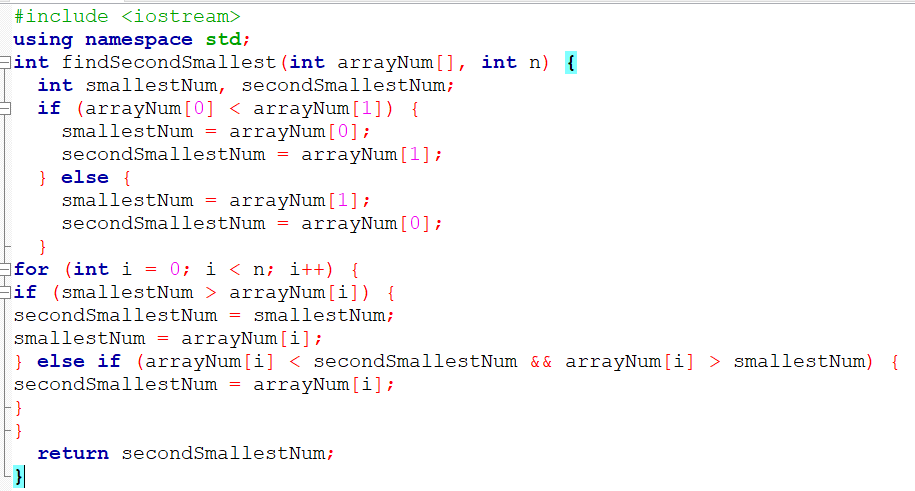 #include <iostream>
using namespace std;
int findSecondSmallest(int arrayNum[], int n) {
  int smallestNum, secondSmallestNum;
  if (arrayNum[0] < arrayNum[1]) {
    smallestNum = arrayNum[0];
    secondSmallestNum = arrayNum[1];
  } else {
    smallestNum = arrayNum[1];
    secondSmallestNum = arrayNum[0];
  }
for (int i = 0; i < n; i++) {
if (smallestNum > arrayNum[i]) {
secondSmallestNum = smallestNum;
smallestNum = arrayNum[i];
} else if (arrayNum[i] < secondSmallestNum && arrayNum[i] > smallestNum) {
secondSmallestNum = arrayNum[i];
}
}
  return secondSmallestNum;
}